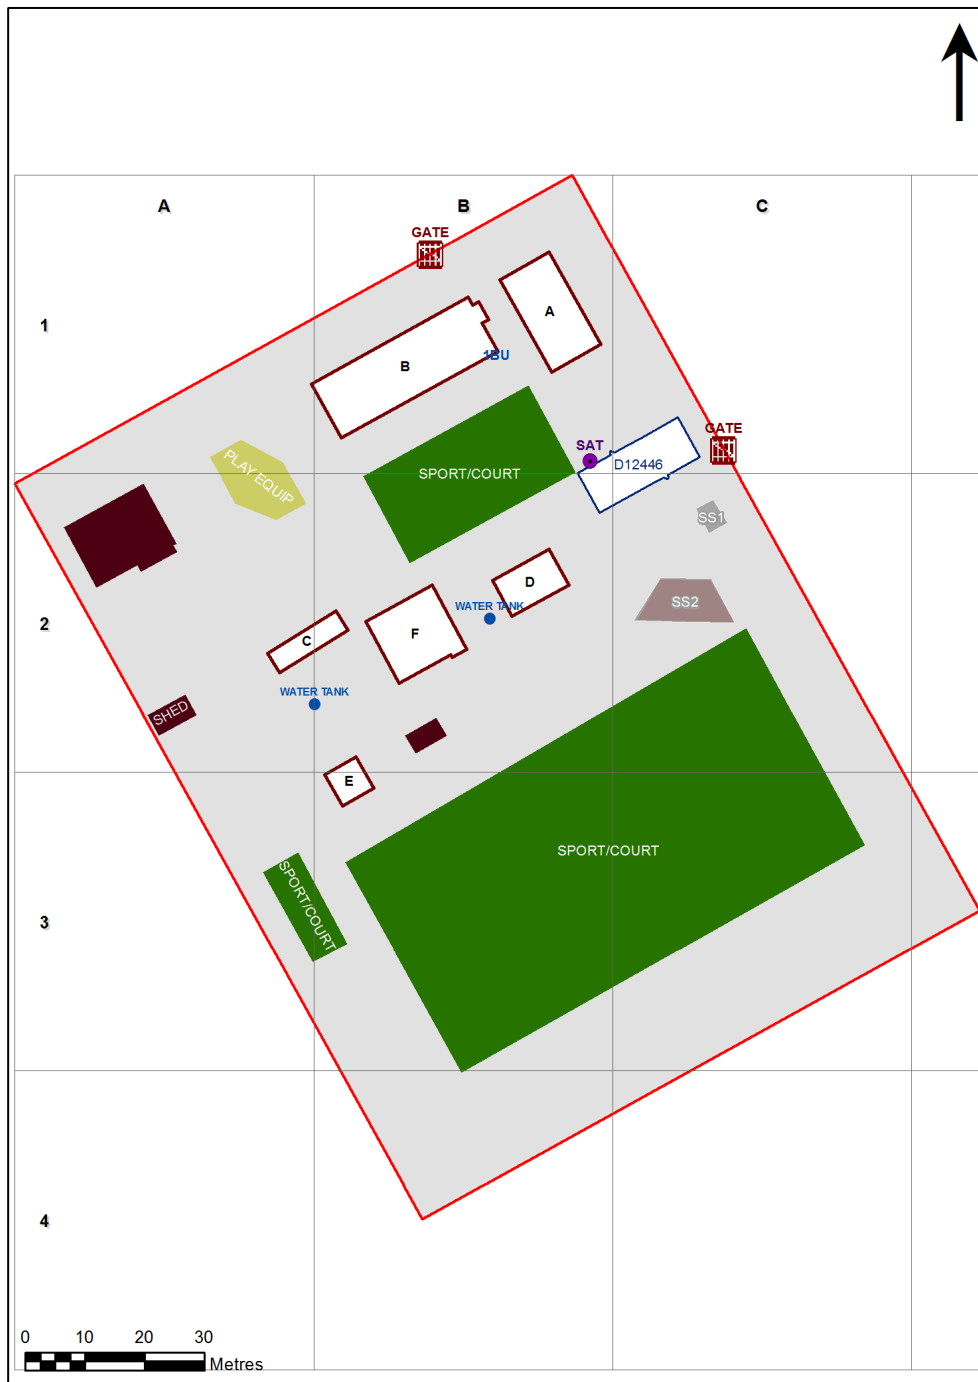 A
B
C
GATE
1
A
1BU
B
GATE
SAT
D12446
SPORT/COURT
PLAY EQUIP
SS1
D
SS2
WATER TANK
2
F
C
WATER TANK
SHED
E
SPORT/COURT
SPORT/COURT
3
4
0 10 20 30
Metres